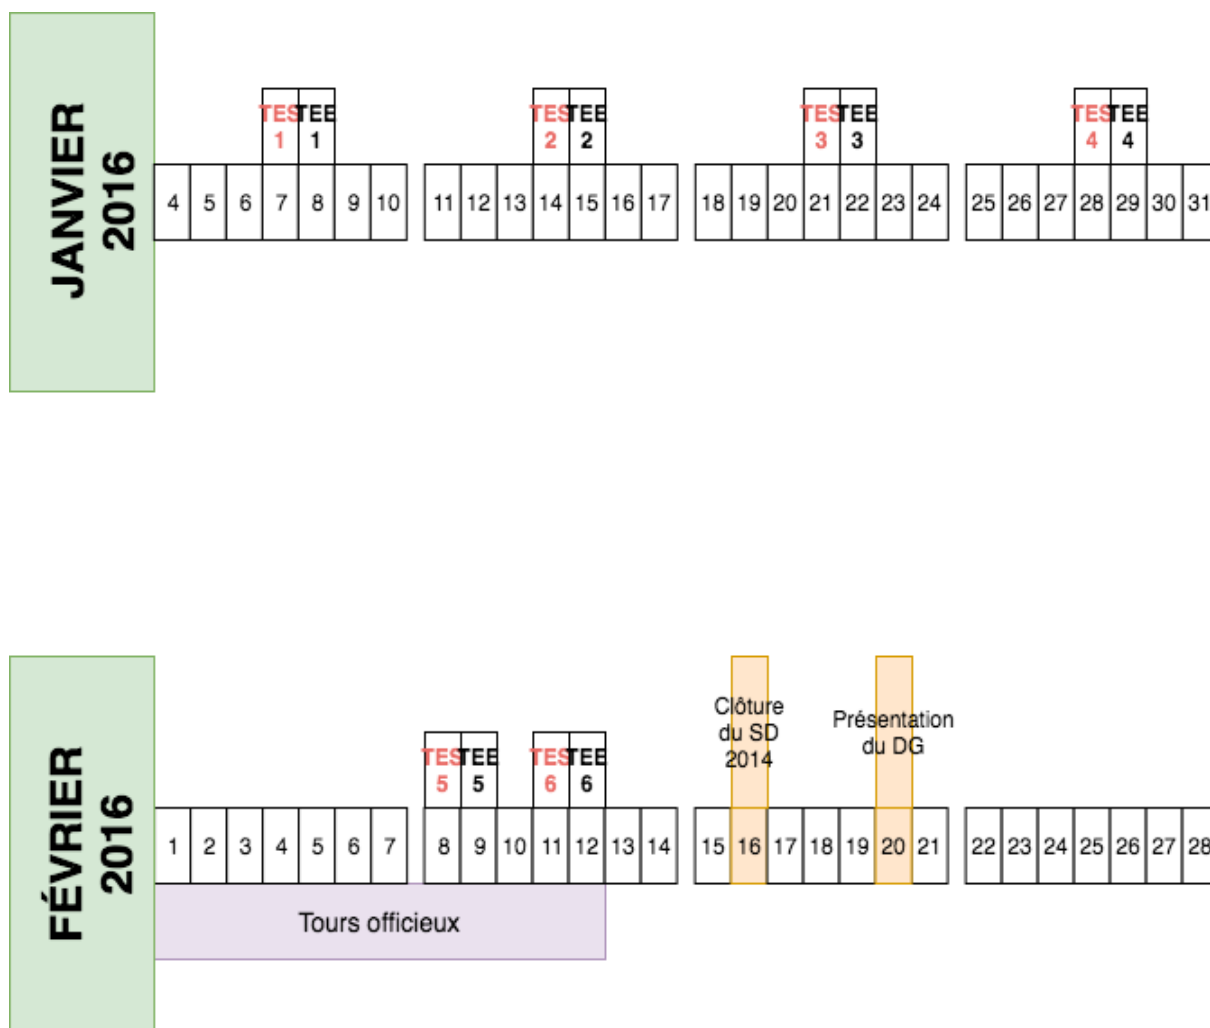 JANVIER
2016
TES TEE TES TEE TES TEE TES TEE
1 1 2 2 3 3 4 4
4 5 6 7 8 9 10 11 12 13 14 15 16 17 18 19 20 21 22 23 24 25 26 27 28 29 30 31
FÉVRIER
2016
Clôture
du SD
2014
Présentation
du DG
TES TEE TES TEE
5 5 6 6
1 2 3 4 5 6 7 8 9 10 11 12 13 14 15 16 17 18 19 20 21 22 23 24 25 26 27 28
Tours officieux